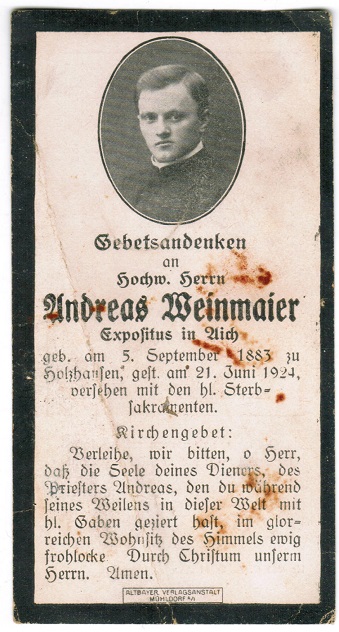 Gebetsandenken
an
Hochw. Herrn
Andreas Weinmaier
Expositus in Aich
geb. am 5. September 1883 zu
Holzhausen, gest. am 21. Juni 1924,
versehen mit den hl. Sterb=
sakramenten.
Kirchengebet:
Verleihe, wir bitten, o Herr,
daß die Seele deines Dieners, des
Priesters Andreas, den du während
seines Weilens in dieser Welt mit
hl. Gaben geziert hast, im glor=
reichen Wohnsitz des Himmels ewig
frohlocke Durch Christum unserm
Herrn. Amen.
ALTBAYER. VERLAGSANSTALT
MÜHLDORF a/I